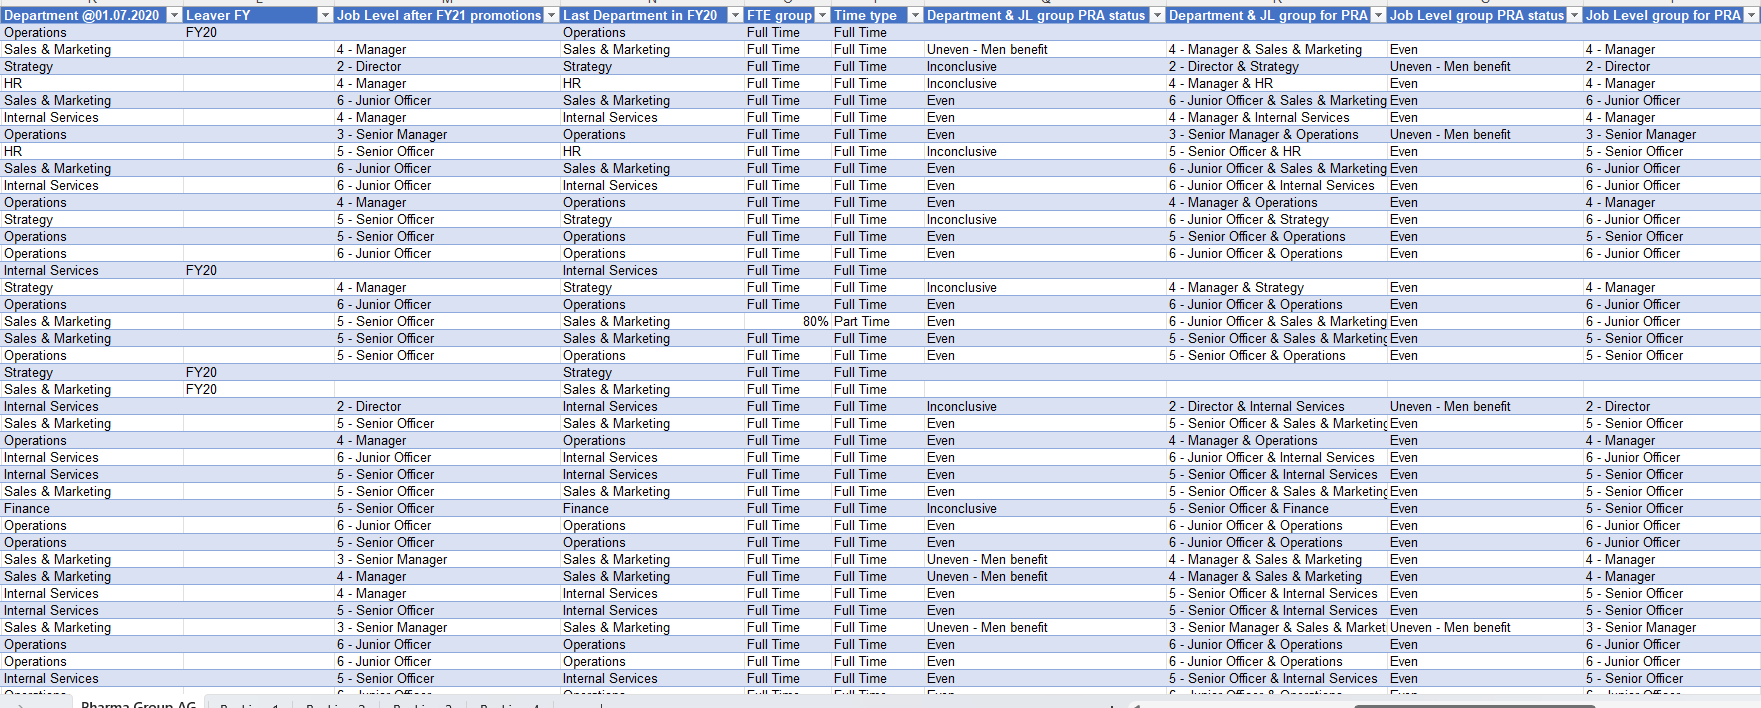 Department @01.07.2020 Leaver FY Job Level after FY21 promotions Last Department in FY20 FTE group Time type Department & JL group PRA status Department & JL group for PRA Job Level group PRA status Job Level group for PRA
Operations FY20 Operations Full Time Full Time
Sales & Marketing 4 - Manager Sales & Marketing Full Time Full Time Uneven - Men benefit 4 - Manager & Sales & Marketing Even 4 - Manager
Strategy 2 - Director Strategy Full Time Full Time Inconclusive 2 - Director & Strategy Uneven - Men benefit 2 - Director
HR 4 - Manager HR Full Time Full Time Inconclusive 4 - Manager & HR Even 4 - Manager
Sales & Marketing 6 - Junior Officer Sales & Marketing Full Time Full Time Even 6 - Junior Officer & Sales & Marketing Even 6 - Junior Officer
Internal Services 4 - Manager Internal Services Full Time Full Time Even 4 - Manager & Internal Services Even 4 - Manager
Operations 3 - Senior Manager Operations Full Time Full Time Even 3 - Senior Manager & Operations Uneven - Men benefit 3 - Senior Manager
HR 5 - Senior Officer HR Full Time Full Time Inconclusive 5 - Senior Officer & HR Even 5 - Senior Officer
Sales & Marketing 6 - Junior Officer Sales & Marketing Full Time Full Time Even 6 - Junior Officer & Sales & Marketing Even 6 - Junior Officer
Internal Services 6 - Junior Officer Internal Services Full Time Full Time Even 6 - Junior Officer & Internal Services Even 6 - Junior Officer
Operations 4 - Manager Operations Full Time Full Time Even 4 - Manager & Operations Even 4 - Manager
Strategy 5 - Senior Officer Strategy Full Time Full Time Inconclusive 6 - Junior Officer & Strategy Even 6 - Junior Officer
Operations 5 - Senior Officer Operations Full Time Full Time Even 5 - Senior Officer & Operations Even 5 - Senior Officer
Operations 6 - Junior Officer Operations Full Time Full Time Even 6 - Junior Officer & Operations Even 6 - Junior Officer
Internal Services FY20 Internal Services Full Time Full Time
Strategy 4 - Manager Strategy Full Time Full Time Inconclusive 4 - Manager & Strategy Even 4 - Manager
Operations 6 - Junior Officer Operations Full Time Full Time Even 6 - Junior Officer & Operations Even 6 - Junior Officer
Sales & Marketing 5 - Senior Officer Sales & Marketing 80% Part Time Even 6 - Junior Officer & Sales & Marketing Even 6 - Junior Officer
Sales & Marketing 5 - Senior Officer Sales & Marketing Full Time Full Time Even 5 - Senior Officer & Sales & Marketing Even 5 - Senior Officer
Operations 5 - Senior Officer Operations Full Time Full Time Even 5 - Senior Officer & Operations Even 5 - Senior Officer
Strategy FY20 Strategy Full Time Full Time
Sales & Marketing FY20 Sales & Marketing Full Time Full Time
Internal Services 2 - Director Internal Services Full Time Full Time Inconclusive 2 - Director & Internal Services Uneven - Men benefit 2 - Director
Sales & Marketing 5 - Senior Officer Sales & Marketing Full Time Full Time Even 5 - Senior Officer & Sales & Marketing Even 5 - Senior Officer
Operations 4 - Manager Operations Full Time Full Time Even 4 - Manager & Operations Even 4 - Manager
Internal Services 6 - Junior Officer Internal Services Full Time Full Time Even 6 - Junior Officer & Internal Services Even 6 - Junior Officer
Internal Services 5 - Senior Officer Internal Services Full Time Full Time Even 5 - Senior Officer & Internal Services Even 5 - Senior Officer
Sales & Marketing 5 - Senior Officer Sales & Marketing Full Time Full Time Even 5 - Senior Officer & Sales & Marketing Even 5 - Senior Officer
Finance 5 - Senior Officer Finance Full Time Full Time Inconclusive 5 - Senior Officer & Finance Even 5 - Senior Officer
Operations 6 - Junior Officer Operations Full Time Full Time Even 6 - Junior Officer & Operations Even 6 - Junior Officer
Operations 5 - Senior Officer Operations Full Time Full Time Even 6 - Junior Officer & Operations Even 6 - Junior Officer
Sales & Marketing 3 - Senior Manager Sales & Marketing Full Time Full Time Uneven - Men benefit 4 - Manager & Sales & Marketing Even 4 - Manager
Sales & Marketing 4 - Manager Sales & Marketing Full Time Full Time Uneven - Men benefit 4 - Manager & Sales & Marketing Even 4 - Manager
Internal Services 4 - Manager Internal Services Full Time Full Time Even 5 - Senior Officer & Internal Services Even 5 - Senior Officer
Internal Services 5 - Senior Officer Internal Services Full Time Full Time Even 5 - Senior Officer & Internal Services Even 5 - Senior Officer
Sales & Marketing 3 - Senior Manager Sales & Marketing Full Time Full Time Uneven - Men benefit 3 - Senior Manager & Sales & Market Uneven - Men benefit 3 - Senior Manager
Operations 6 - Junior Officer Operations Full Time Full Time Even 6 - Junior Officer & Operations Even 6 - Junior Officer
Operations 6 - Junior Officer Operations Full Time Full Time Even 6 - Junior Officer & Operations Even 6 - Junior Officer
Internal Services 5 - Senior Officer Internal Services Full Time Full Time Even 5 - Senior Officer & Internal Services Even 5 - Senior Officer
Pharma Group AG